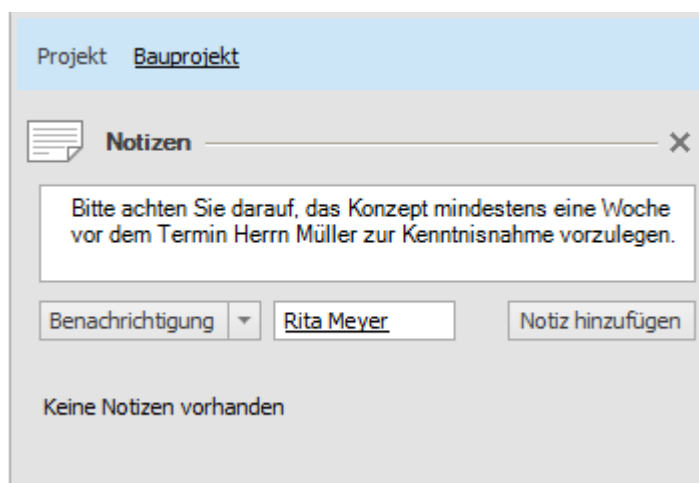 Projekt Bauprojekt
Notizen
Bitte achten Sie darauf, das Konzept mindestens eine Woche
vor dem Termin Herrn Müller zur Kenntnisnahme vorzulegen.
Benachrichtigung Rita Meyer Notiz hinzufügen
Keine Notizen vorhanden